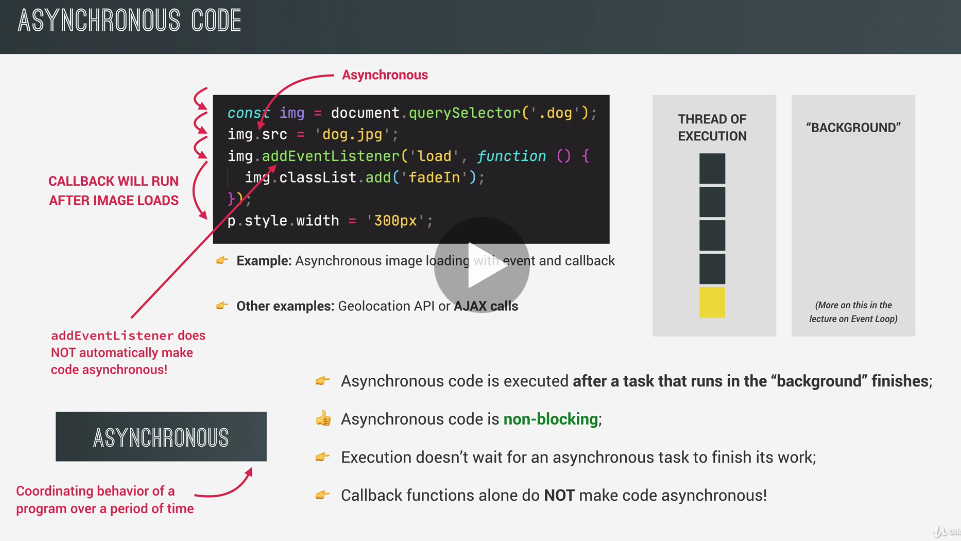 ASYNCHRONOUS CODE
Asynchronous
const img = document.querySelector('.dog');
img.src = 'dog.jpg';
img.addEventListener('load', function () {
img.classList.add('fadeIn');
});
p.style.width = '300px';
CALLBACK WILL RUN
AFTER IMAGE LOADS
👉 Example: Asynchronous image loading with event and callback
👉 Other examples: Geolocation API or AJAX calls
addEventListener does
NOT automatically make
code asynchronous!
THREAD OF
EXECUTION
“BACKGROUND”
(More on this in the
lecture on Event Loop)
ASYNCHRONOUS
Coordinating behavior of a
program over a period of time
👉 Asynchronous code is executed after a task that runs in the “background” finishes;
👍 Asynchronous code is non-blocking;
👉 Execution doesn’t wait for an asynchronous task to finish its work;
👉 Callback functions alone do NOT make code asynchronous!